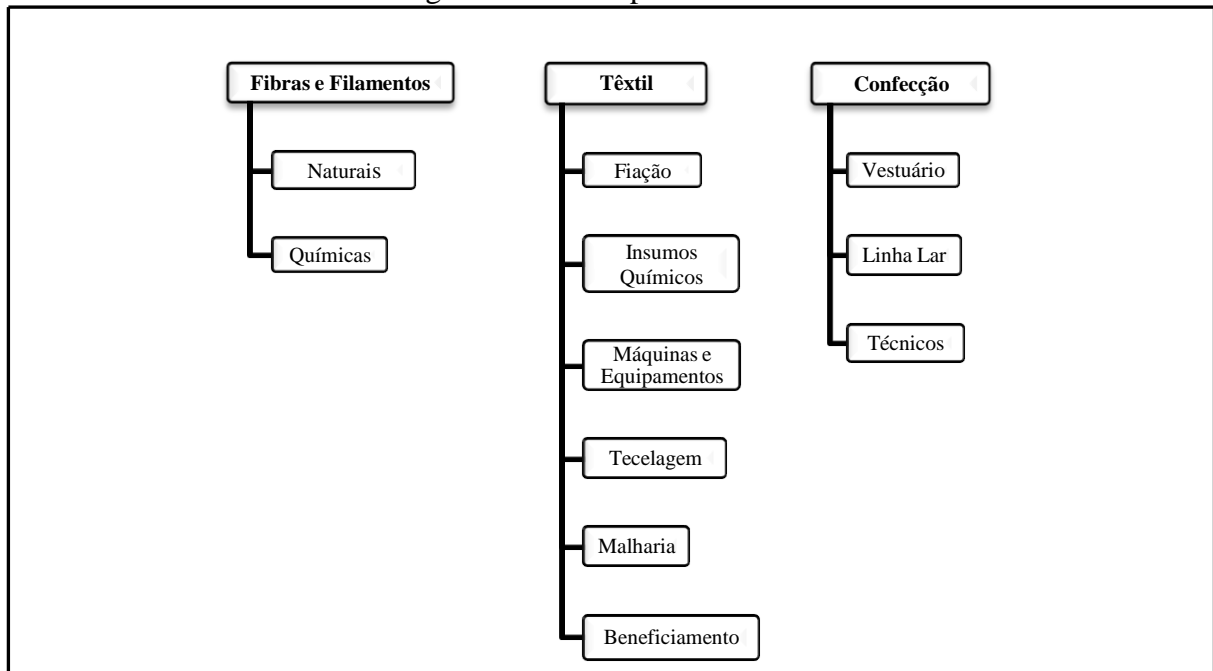 Fibras e Filamentos
Naturais
Químicas
Têxtil
Fiação
Insumos
Químicos
Máquinas e
Equipamentos
Tecelagem
Malharia
Beneficiamento
Confecção
Vestuário
Linha Lar
Técnicos